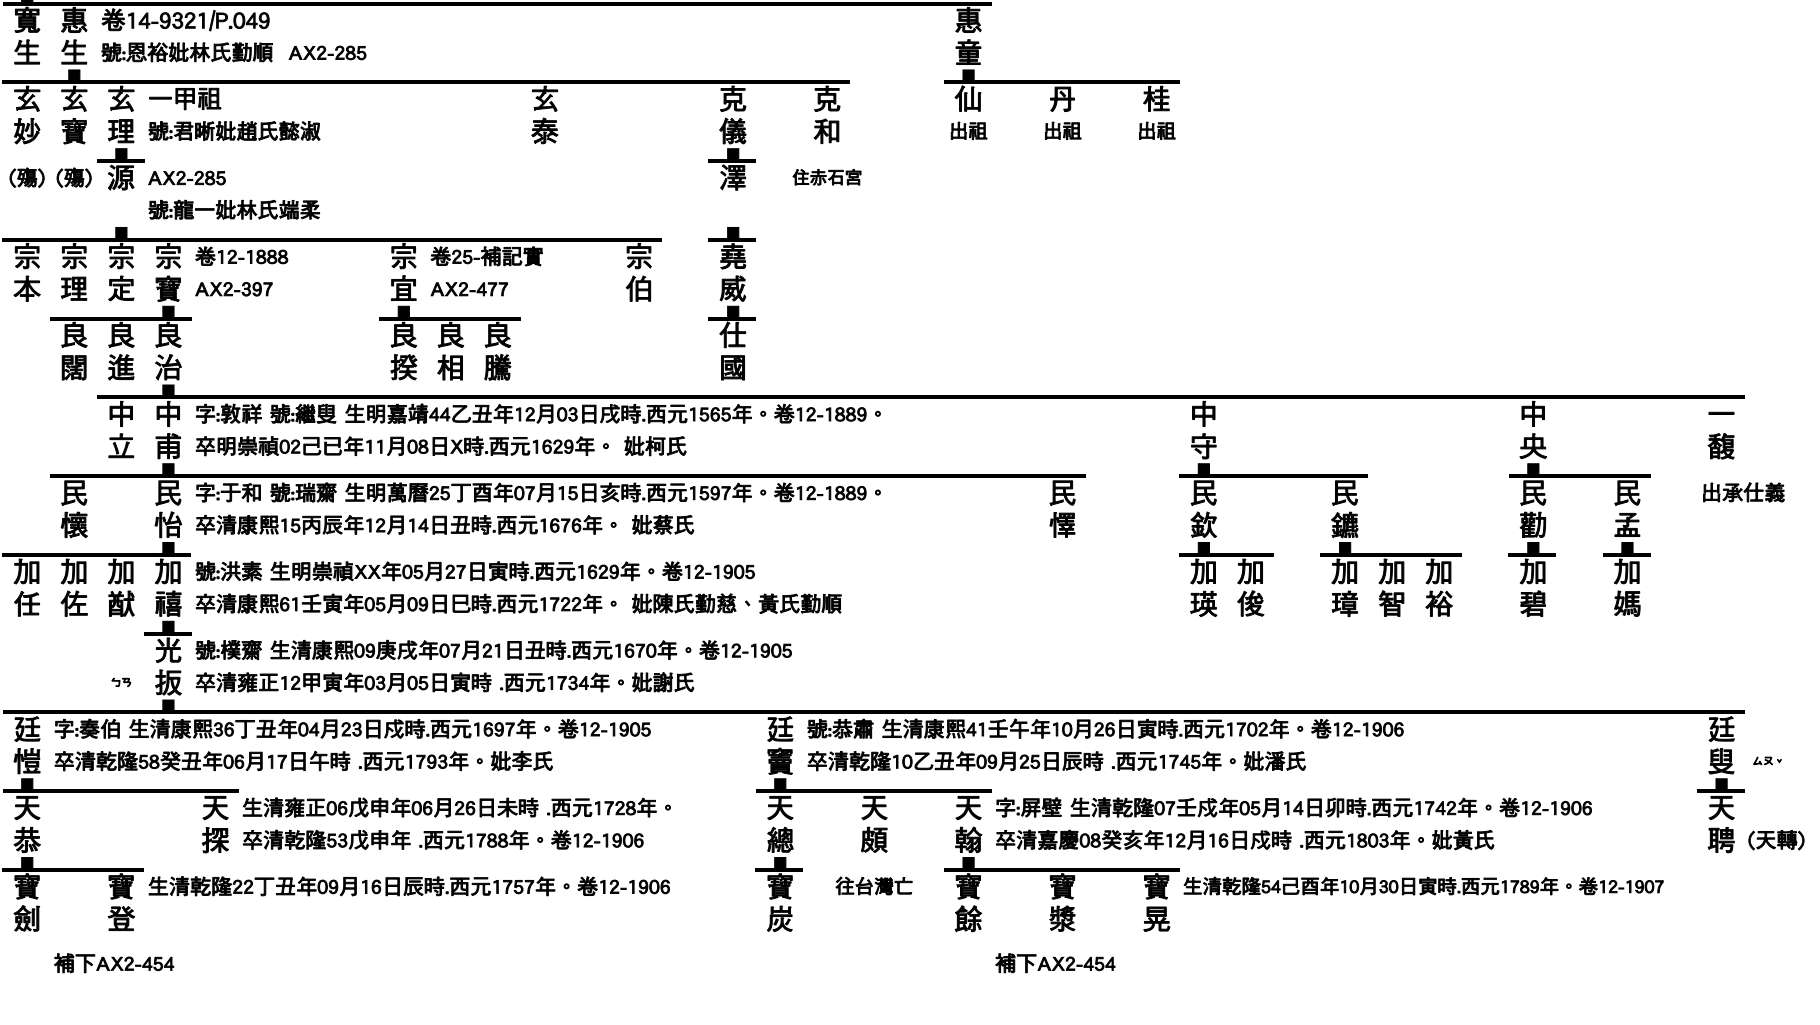 寬 惠 卷14-9321/P.049 惠
生 生 號:恩裕妣林氏勤順 AX2-285 童
玄 玄 玄 一甲祖 玄 克 克 仙 丹 桂
妙 寶 理 號:君晰妣趙氏懿淑 泰 儀 和 出祖 出祖 出祖
(殤) (殤) 源 AX2-285 澤 住赤石宮
號:龍一妣林氏端柔
宗 宗 宗 宗 卷12-1888 宗 卷25-補記實 宗 堯
本 理 定 寶 AX2-397 宜 AX2-477 伯 威
良 良 良 良 良 良 仕
闊 進 治 揆 相 騰 國
中 中 字:敦祥 號:繼叟 生明嘉靖44乙丑年12月03日戌時.西元1565年。卷12-1889。 中 中 一
立 甫 卒明崇禎02己已年11月08日X時.西元1629年。 妣柯氏 守 央 馥
民 民 字:于和 號:瑞齋 生明萬曆25丁酉年07月15日亥時.西元1597年。卷12-1889。 民 民 民 民 民 出承仕義
懷 怡 卒清康熙15丙辰年12月14日丑時.西元1676年。 妣蔡氏 懌 欽 鑣 勸 孟
加 加 加 加 號:洪素 生明崇禎XX年05月27日寅時.西元1629年。卷12-1905 加 加 加 加 加 加 加
任 佐 猷 禧 卒清康熙61壬寅年05月09日巳時.西元1722年。 妣陳氏勤慈、黃氏勤順 瑛 俊 璋 智 裕 碧 媽
光 號:樸齋 生清康熙09庚戌年07月21日丑時.西元1670年。卷12-1905
ㄅㄢ 扳 卒清雍正12甲寅年03月05日寅時 .西元1734年。妣謝氏
廷 字:奏伯 生清康熙36丁丑年04月23日戍時.西元1697年。卷12-1905 廷 號:恭肅 生清康熙41壬午年10月26日寅時.西元1702年。卷12-1906 廷
愷 卒清乾隆58癸丑年06月17日午時 .西元1793年。妣李氏 竇 卒清乾隆10乙丑年09月25日辰時 .西元1745年。妣潘氏 叟 ㄙㄡˇ
天 天 生清雍正06戊申年06月26日未時 .西元1728年。 天 天 天 字:屏壁 生清乾隆07壬戍年05月14日卯時.西元1742年。卷12-1906 天
恭 探 卒清乾隆53戊申年 .西元1788年。卷12-1906 總 頗 翰 卒清嘉慶08癸亥年12月16日戍時 .西元1803年。妣黃氏 聘 (天轉)
寶 寶 生清乾隆22丁丑年09月16日辰時.西元1757年。卷12-1906 寶 往台灣亡 寶 寶 寶 生清乾隆54己酉年10月30日寅時.西元1789年。卷12-1907
劍 登 炭 餘 漿 晃
補下AX2-454 補下AX2-454